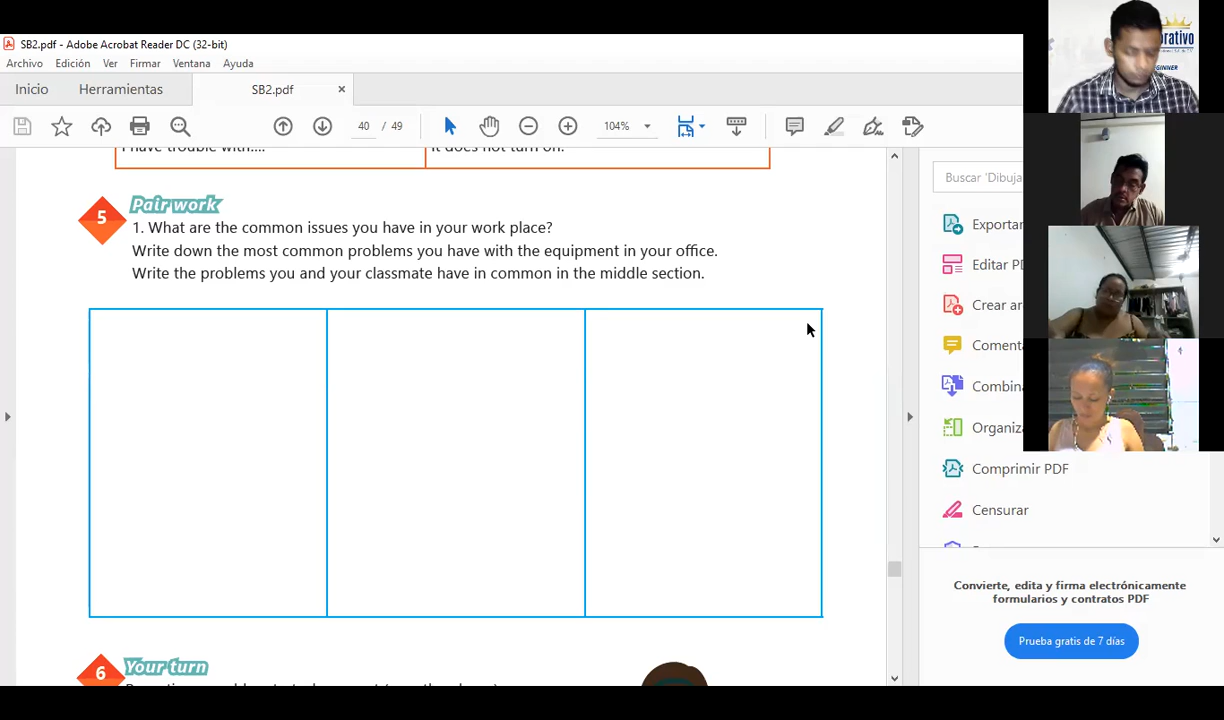 SB2.pdf - Adobe Acrobat Reader DC (32-bit)
Archivo Edición Ver Firmar Ventana Ayuda
Inicio Herramientas SB2.pdf ×
40 / 49 104%
I have trouble with.... It does not turn on.
5 Pair work
1. What are the common issues you have in your work place?
Write down the most common problems you have with the equipment in your office.
Write the problems you and your classmate have in common in the middle section.
6 Your turn
Buscar 'Dibuja
Exportar
Editar PD
Crear ar
Comenta
Combina
Organiza
Comprimir PDF
Censurar
Convierte, edita y firma electrónicamente
formularios y contratos PDF
Prueba gratis de 7 días
orativo
GINNER